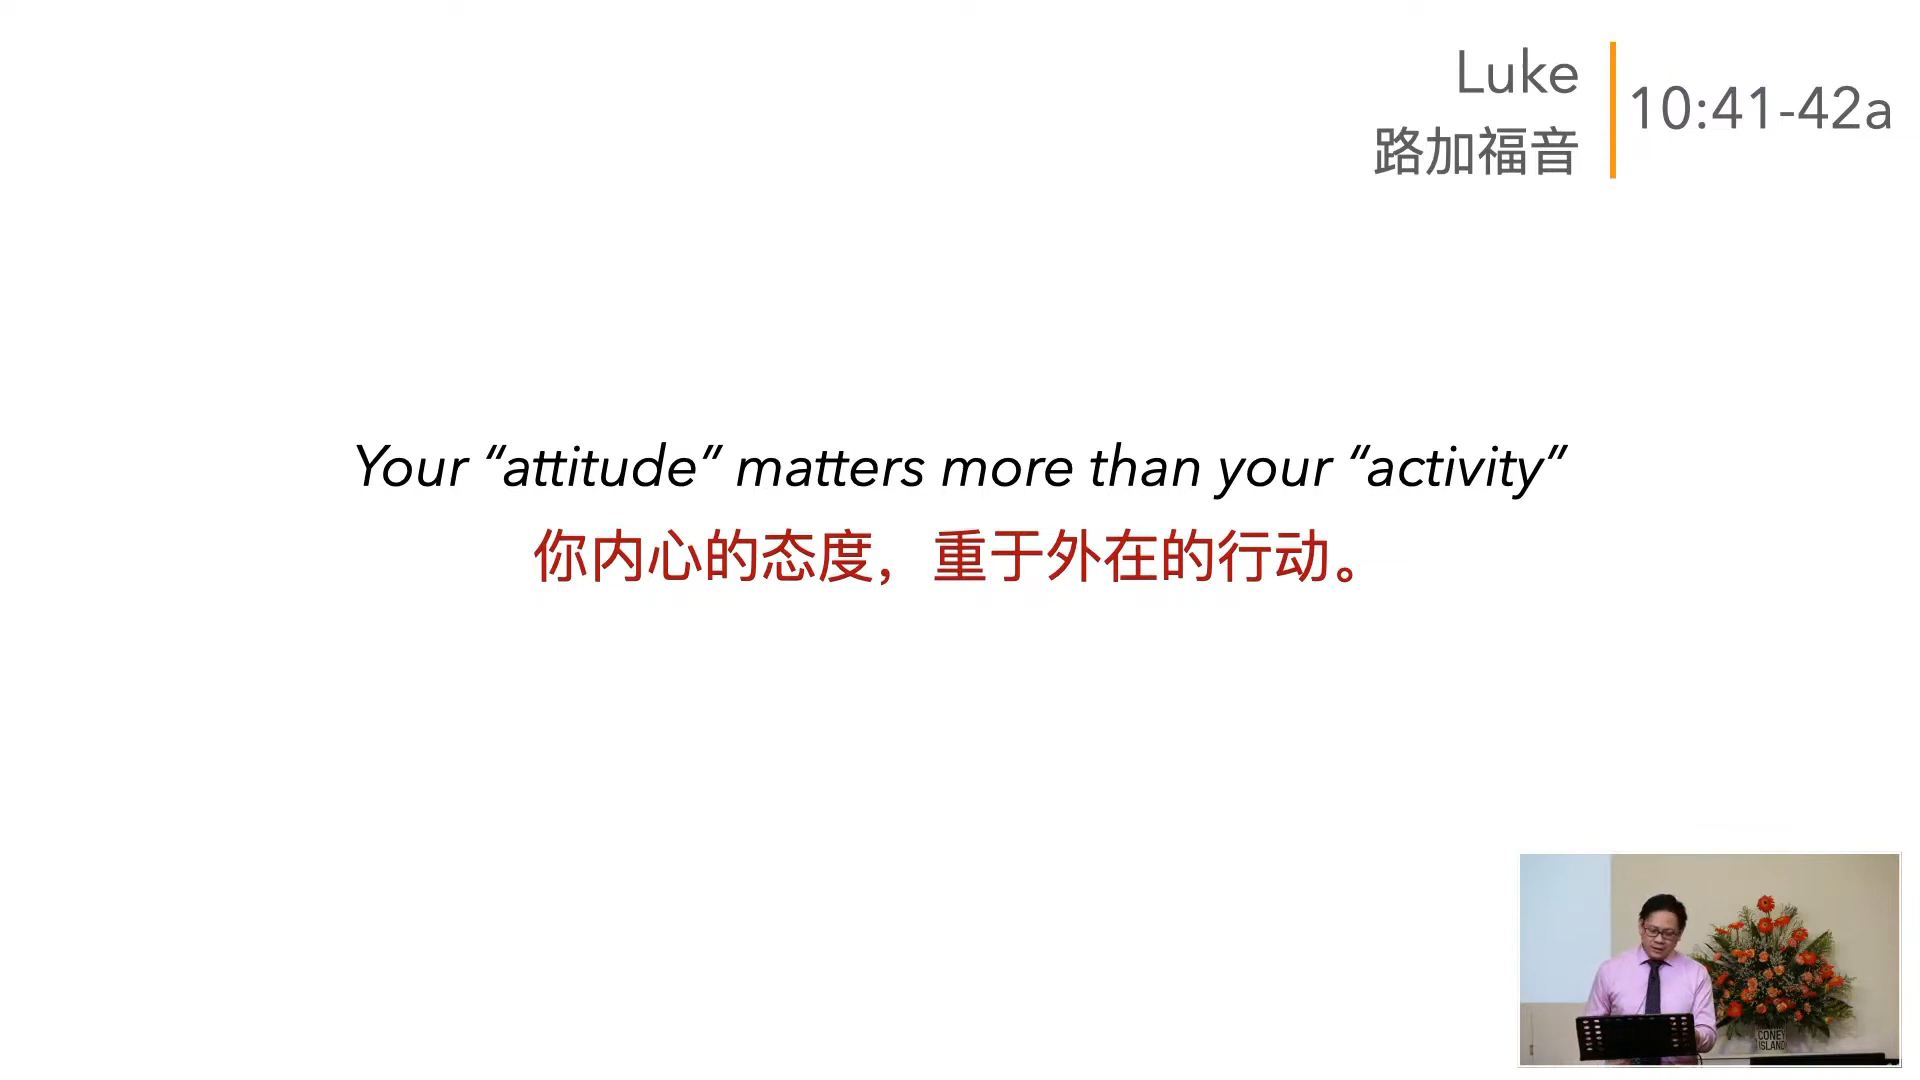 Luke
路加福音
10:41-42a
Your “attitude” matters more than your “activity”
你内心的态度，重于外在的行动。
CONEY
ISLAND